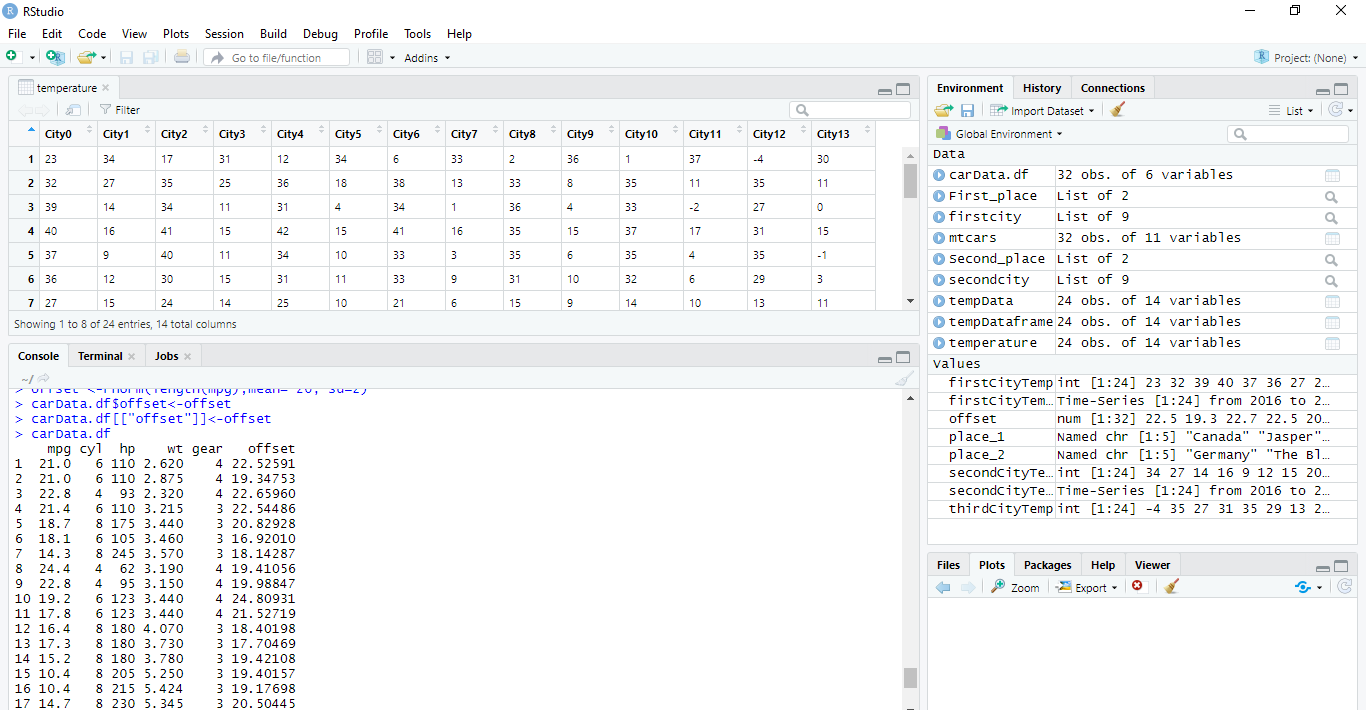 RStudio
File Edit Code View Plots Session Build Debug Profile Tools Help
Go to file/function Addins Project: (None)
temperature
Filter
City0 City1 City2 City3 City4 City5 City6 City7 City8 City9 City10 City11 City12 City13
1 23 34 17 31 12 34 6 33 2 36 1 37 -4 30
2 32 27 35 25 36 18 38 13 33 8 35 11 35 11
3 39 14 34 11 31 4 34 1 36 4 33 -2 27 0
4 40 16 41 15 42 15 41 16 35 15 37 17 31 15
5 37 9 40 11 34 10 33 3 35 6 35 4 35 -1
6 36 12 30 15 31 11 33 9 31 10 32 6 29 3
7 27 15 24 14 25 10 21 6 15 9 14 10 13 11
Showing 1 to 8 of 24 entries, 14 total columns
Console Terminal Jobs
~/
> offset <-rnorm(length(mpg),mean= 20, sd=2)
> carData.df$offset<-offset
> carData.df[["offset"]]<-offset
> carData.df
mpg cyl hp wt gear offset
1 21.0 6 110 2.620 4 22.52591
2 21.0 6 110 2.875 4 19.34753
3 22.8 4 93 2.320 4 22.65960
4 21.4 6 110 3.215 3 22.54486
5 18.7 8 175 3.440 3 20.82928
6 18.1 6 105 3.460 3 16.92010
7 14.3 8 245 3.570 3 18.14287
8 24.4 4 62 3.190 4 19.41056
9 22.8 4 95 3.150 4 19.98847
10 19.2 6 123 3.440 4 24.80931
11 17.8 6 123 3.440 4 21.52719
12 16.4 8 180 4.070 3 18.40198
13 17.3 8 180 3.730 3 17.70469
14 15.2 8 180 3.780 3 19.42108
15 10.4 8 205 5.250 3 19.40157
16 10.4 8 215 5.424 3 19.17698
17 14.7 8 230 5.345 3 20.50445
Environment History Connections
Import Dataset List
Global Environment
Data
carData.df 32 obs. of 6 variables
First_place List of 2
firstcity List of 9
mtcars 32 obs. of 11 variables
Second_place List of 2
secondcity List of 9
tempData 24 obs. of 14 variables
tempDataframe 24 obs. of 14 variables
temperature 24 obs. of 14 variables
Values
firstCityTemp int [1:24] 23 32 39 40 37 36 27 2…
firstCityTem… Time-Series [1:24] from 2016 to 2…
offset num [1:32] 22.5 19.3 22.7 22.5 20…
place_1 Named chr [1:5] "Canada" "Jasper"…
place_2 Named chr [1:5] "Germany" "The Bl…
secondCityTe… int [1:24] 34 27 14 16 9 12 15 20…
secondCityTe… Time-Series [1:24] from 2016 to 2…
thirdCityTemp int [1:24] -4 35 27 31 35 29 13 2…
Files Plots Packages Help Viewer
Zoom Export